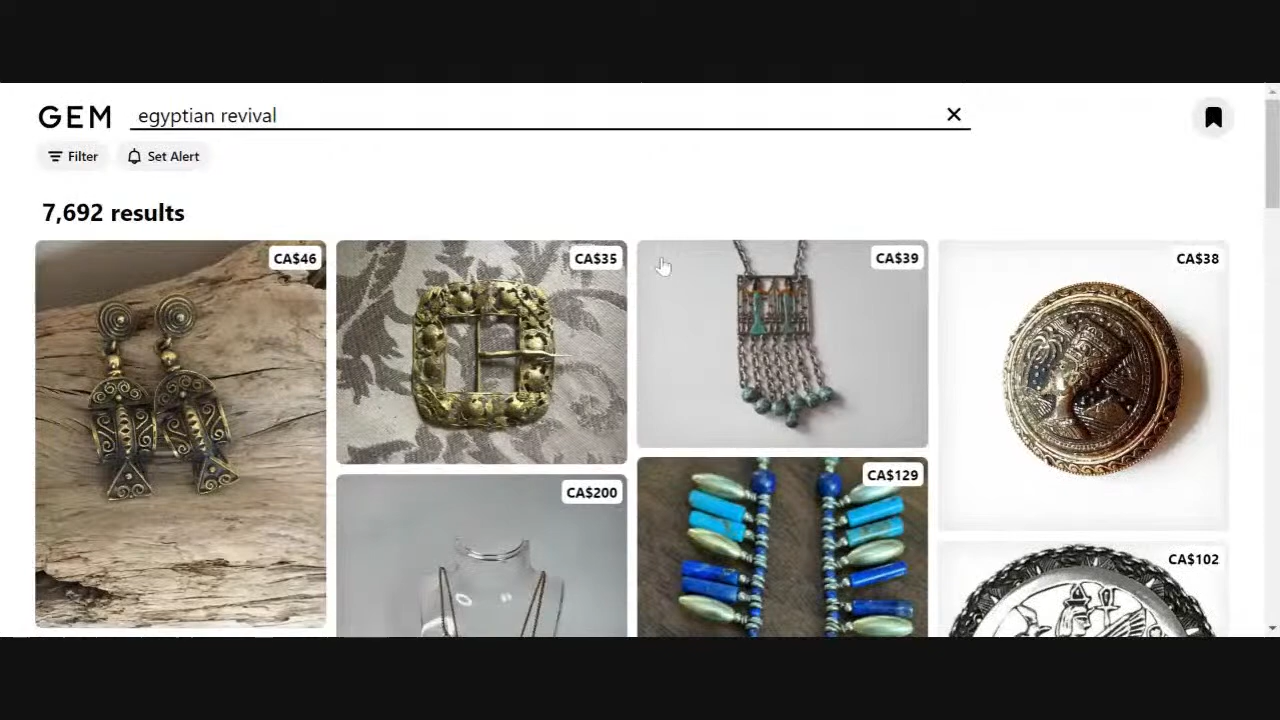 GEM egyptian revival
Filter Set Alert
7,692 results
CA$46 CA$35 CA$39 CA$38
CA$129
CA$200
CA$102